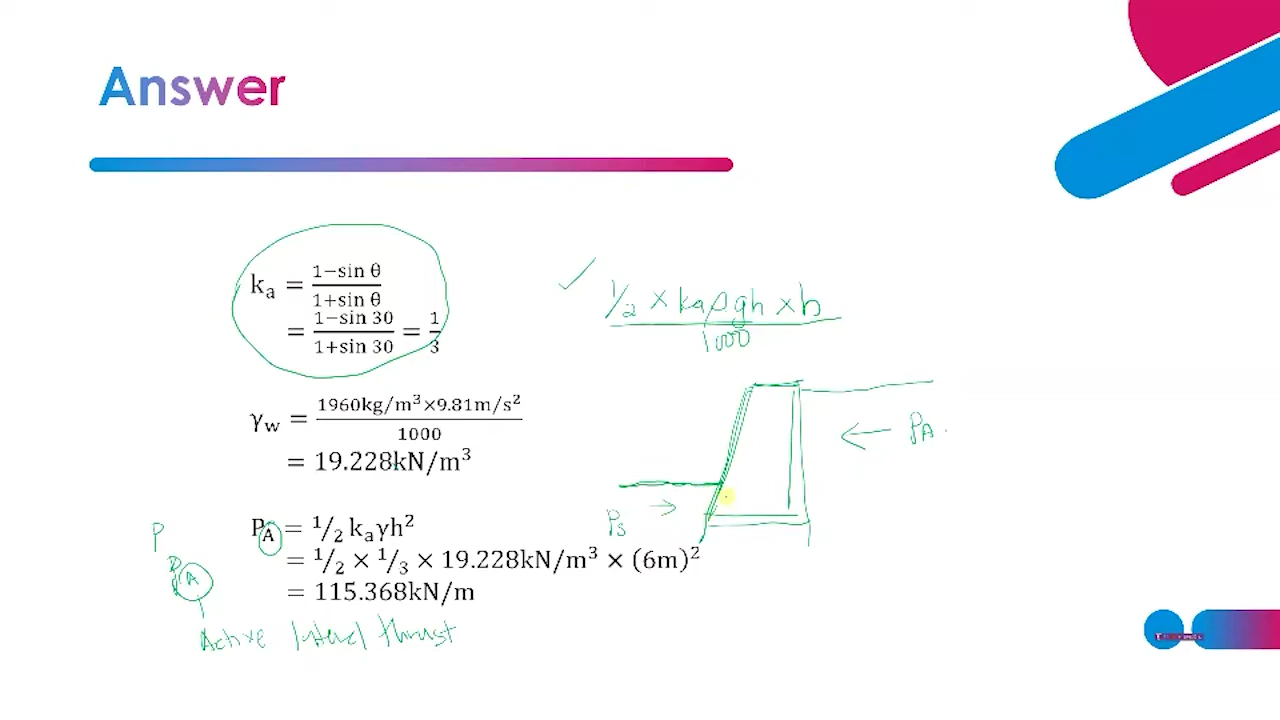 Answer
kₐ = (1−sin θ)/(1+sin θ)
= (1−sin 30)/(1+sin 30) = 1/3
½ × kaρgh × h
1000
γ_w = (1960kg/m³×9.81m/s²)/1000
= 19.228kN/m³
PA
P_A = ½ kₐγh²
= ½ × ⅓ × 19.228kN/m³ × (6m)²
= 115.368kN/m
Ps
P
A
Active lateral thrust